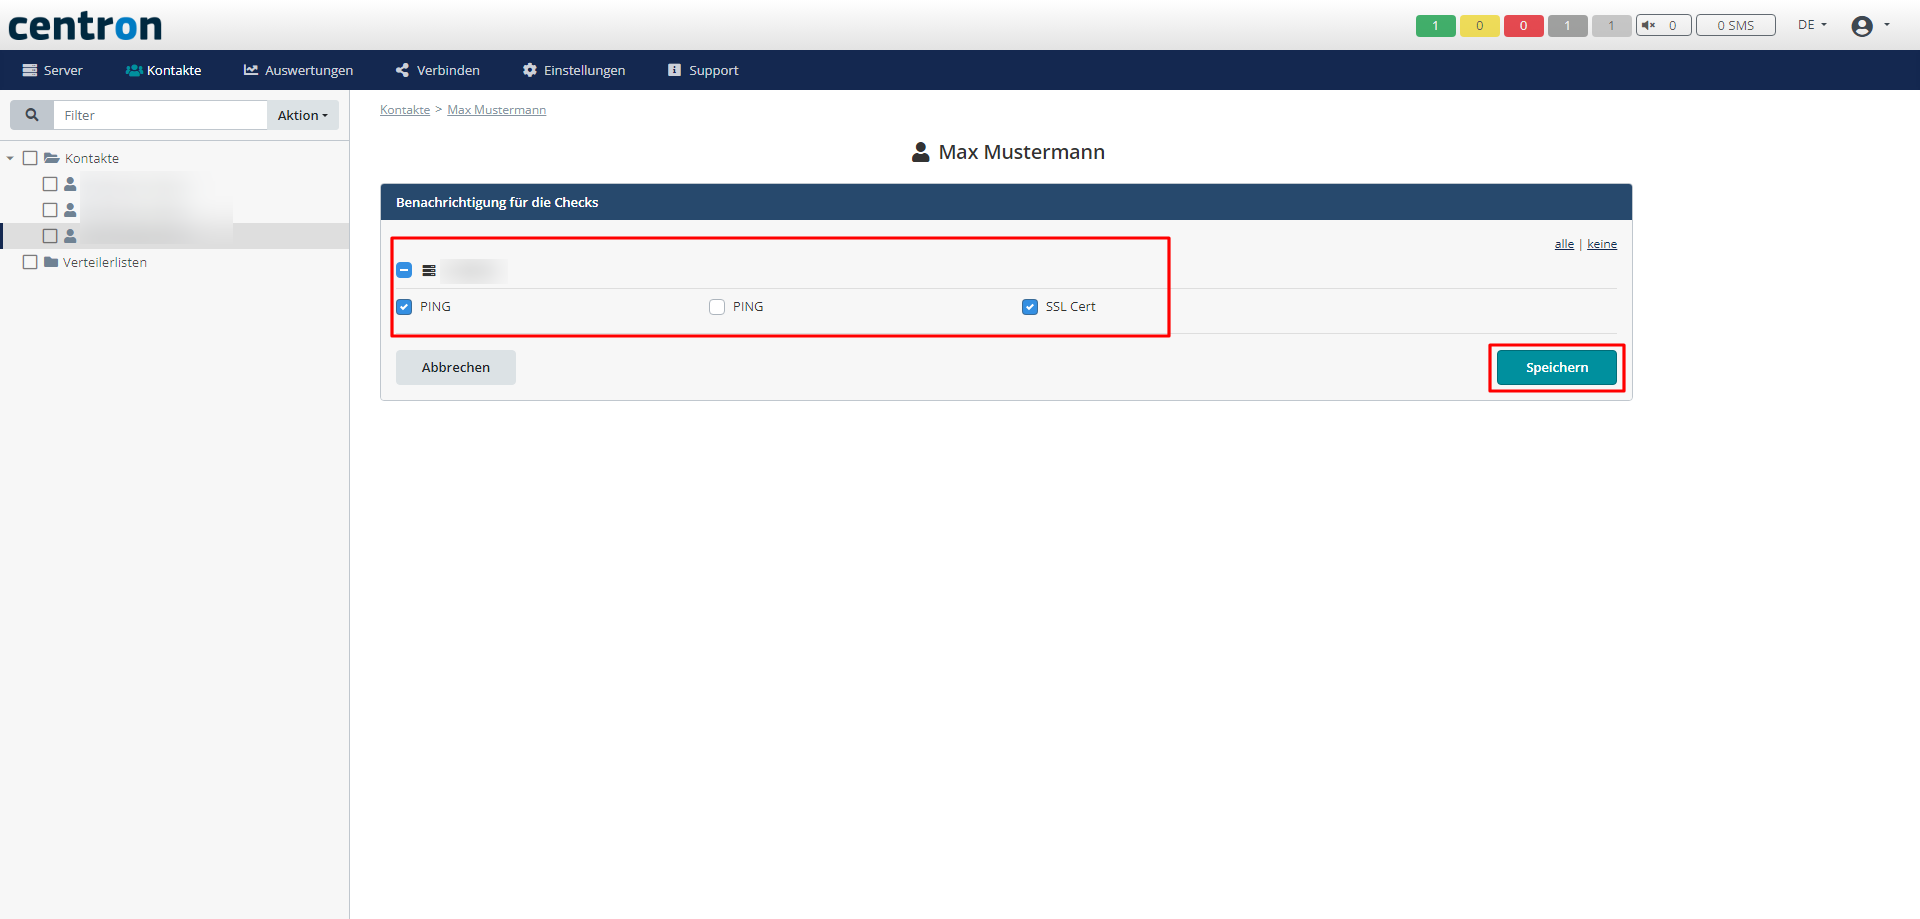 centron
1 0 0 1 1 0 0 SMS DE
Server Kontakte Auswertungen Verbinden Einstellungen Support
Filter Aktion
Kontakte
Verteilerlisten
Kontakte > Max Mustermann
Max Mustermann
Benachrichtigung für die Checks
alle | keine
PING PING SSL Cert
Abbrechen Speichern